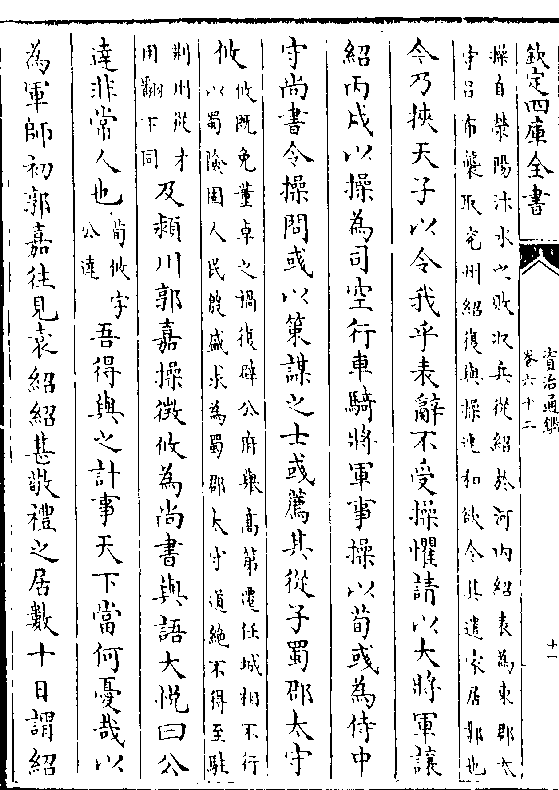 欽定四庫全書
資治通鑑
卷六十二
十一
操自滎陽汴水之敗收兵從紹於河内紹表為東郡太
守吕布襲取兖州紹復與操連和欲令其遣家居鄴也
令乃挾天子以令我乎表辭不受操懼請以大將軍讓
紹丙戌以操為司空行車騎將軍事操以荀彧為侍中
守尚書令操問彧以策謀之士彧薦其從子蜀郡太守
攸
攸既免董卓之禍復辟公府舉高第遷任城相不行
以蜀險固人民殷盛求為蜀郡太守道絶不得至駐
荆州從才
用翻下同
及潁川郭嘉操徵攸為尚書與語大悅曰公
達非常人也
荀攸字
公達
吾得與之計事天下當何憂哉以
為軍師初郭嘉往見袁紹紹甚敬禮之居數十日謂紹